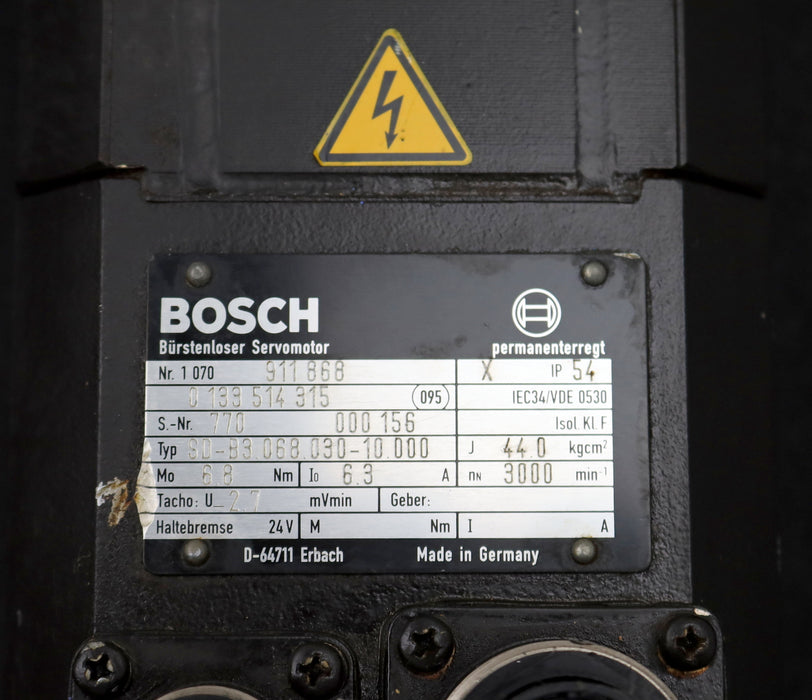 BOSCH
Bürstenloser Servomotor permanenterregt
Nr. 1 070 911 868 X IP 54
0 133 514 315 (095) IEC34/VDE 0530
S.-Nr. 770 000 156 Isol. Kl. F
Typ SD-B3.068.030-10.000 J 44.0 kgcm²
Mo 6.8 Nm I₀ 6.3 A nN 3000 min⁻¹
Tacho: U 2.7 mVmin Geber:
Haltebremse 24 V M Nm I A
D-64711 Erbach Made in Germany